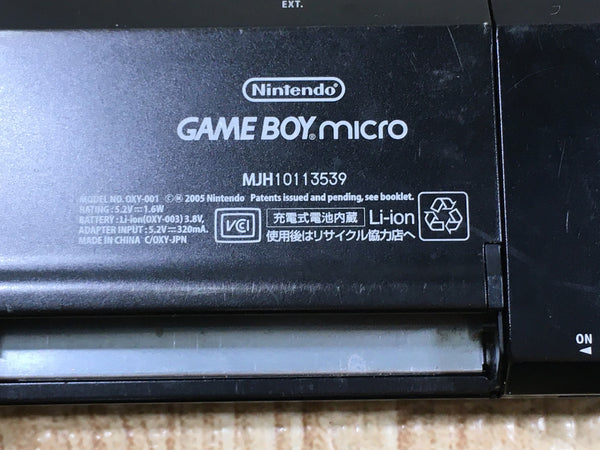 EXT.
Nintendo®
GAME BOY® micro
MJH10113539
MODEL NO. OXY-001 ©® 2005 Nintendo Patents issued and pending, see booklet.
RATING : 5.2V⎓1.6W
BATTERY : Li-ion(OXY-003) 3.8V,
ADAPTER INPUT : 5.2V⎓320mA.
MADE IN CHINA C/OXY-JPN
VCI
充電式電池内蔵 Li-ion
使用後はリサイクル協力店へ
ON